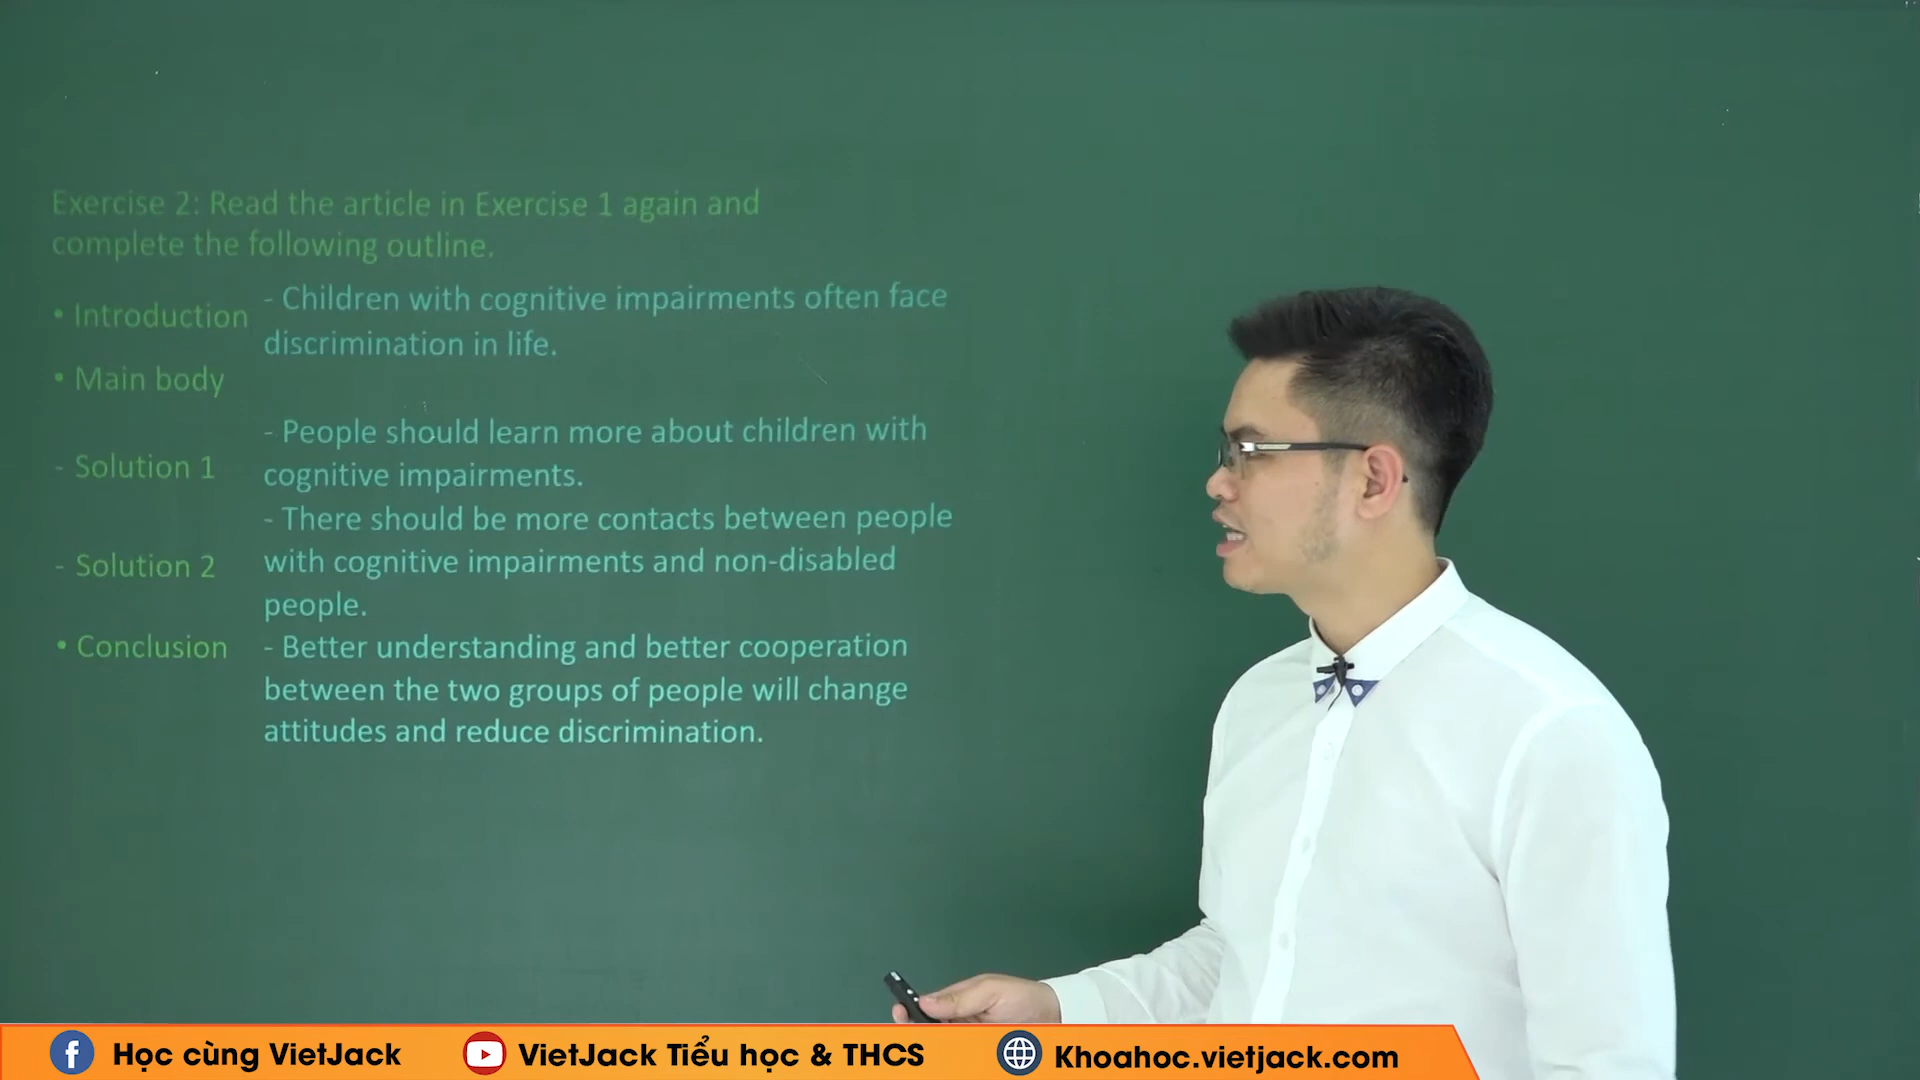 Exercise 2: Read the article in Exercise 1 again and
complete the following outline.
• Introduction
- Children with cognitive impairments often face
discrimination in life.
• Main body
- Solution 1
- People should learn more about children with
cognitive impairments.
- Solution 2
- There should be more contacts between people
with cognitive impairments and non-disabled
people.
• Conclusion
- Better understanding and better cooperation
between the two groups of people will change
attitudes and reduce discrimination.
Học cùng VietJack
VietJack Tiểu học & THCS
Khoahoc.vietjack.com